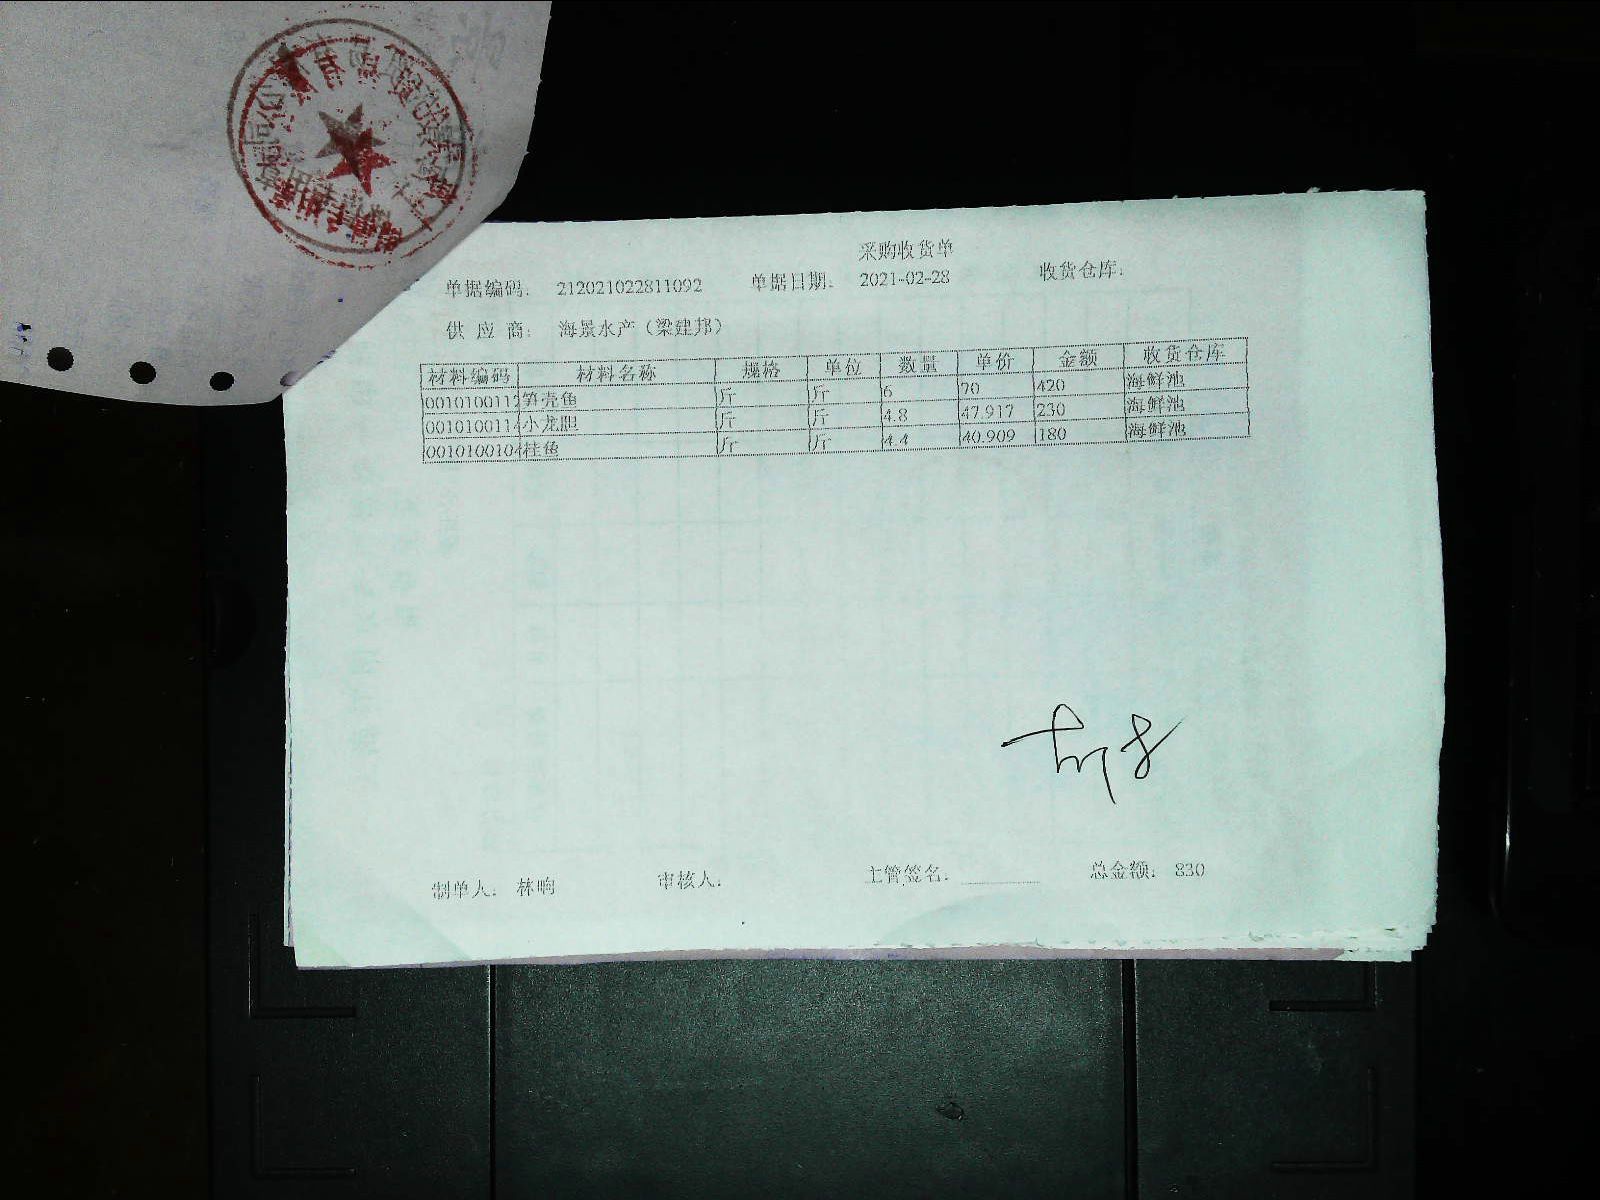 采购收货单
单据编码: 212021022811092 单据日期: 2021-02-28 收货仓库:
供应商: 海景水产（梁建邦）
材料编码 材料名称 规格 单位 数量 单价 金额 收货仓库
001010011 笋壳鱼 斤 斤 6 70 420 海鲜池
001010011 小龙胆 斤 斤 4.8 47.917 230 海鲜池
001010010 桂鱼 斤 斤 4.4 40.909 180 海鲜池
制单人: 林响 审核人: 主管签名: 总金额: 830